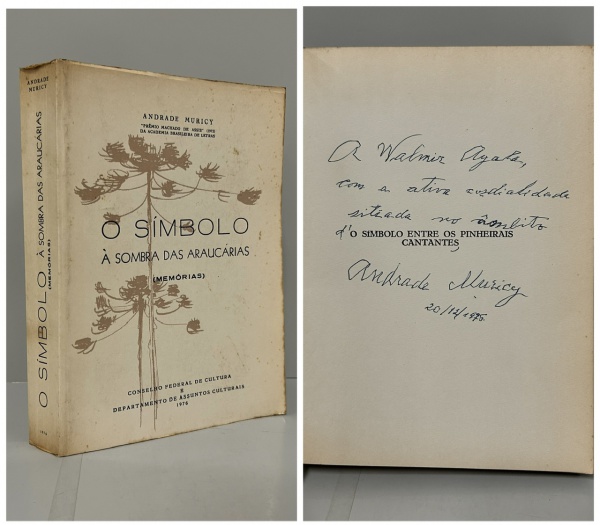 ANDRADE
MURICY
O SÍMBOLO À SOMBRA DAS ARAUCÁRIAS
(MEMÓRIAS)
1976
ANDRADE MURICY
"PRÊMIO MACHADO DE ASSIS" 1973
DA ACADEMIA BRASILEIRA DE LETRAS
O SÍMBOLO
À SOMBRA DAS ARAUCÁRIAS
(MEMÓRIAS)
CONSELHO FEDERAL DE CULTURA
E
DEPARTAMENTO DE ASSUNTOS CULTURAIS
1976
A Walmir Ayala,
com a ativa cordialidade
situada no âmbito
d'O SIMBOLO ENTRE OS PINHEIRAIS
CANTANTES,
Andrade Muricy